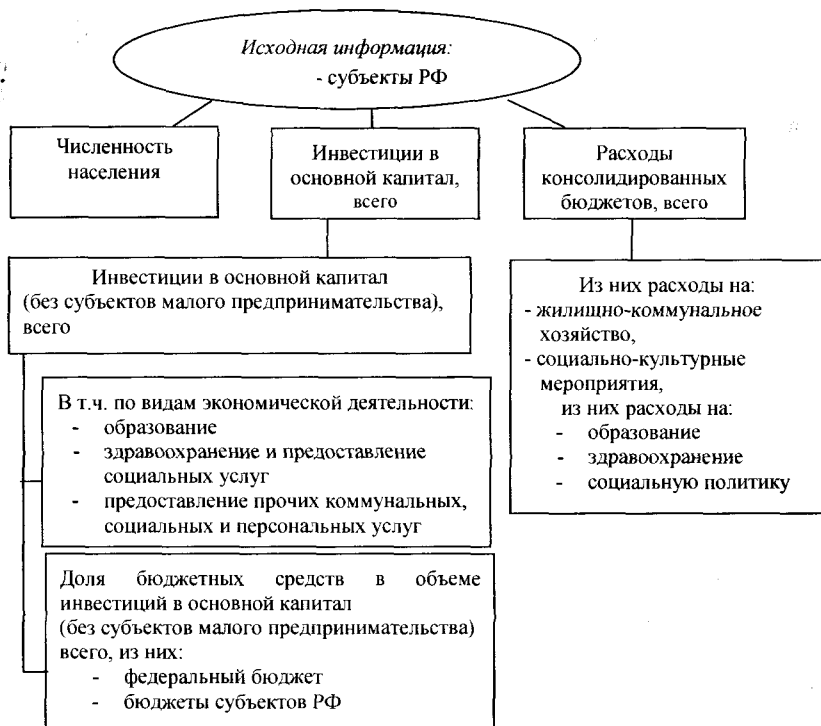 Исходная информация:
- субъекты РФ
Численность
населения
Инвестиции в
основной капитал,
всего
Расходы
консолидированных
бюджетов, всего
Инвестиции в основной капитал
(без субъектов малого предпринимательства),
всего
В т.ч. по видам экономической деятельности:
- образование
- здравоохранение и предоставление
социальных услуг
- предоставление прочих коммунальных,
социальных и персональных услуг
Доля бюджетных средств в объеме
инвестиций в основной капитал
(без субъектов малого предпринимательства)
всего, из них:
- федеральный бюджет
- бюджеты субъектов РФ
Из них расходы на:
- жилищно-коммунальное
хозяйство,
- социально-культурные
мероприятия,
из них расходы на:
- образование
- здравоохранение
- социальную политику